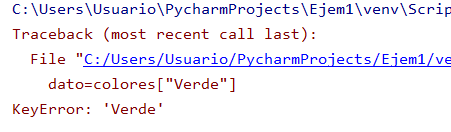 C:\Users\Usuario\PycharmProjects\Ejem1\venv\Scrip
Traceback (most recent call last):
File "C:/Users/Usuario/PycharmProjects/Ejem1/ve
dato=colores["Verde"]
KeyError: 'Verde'